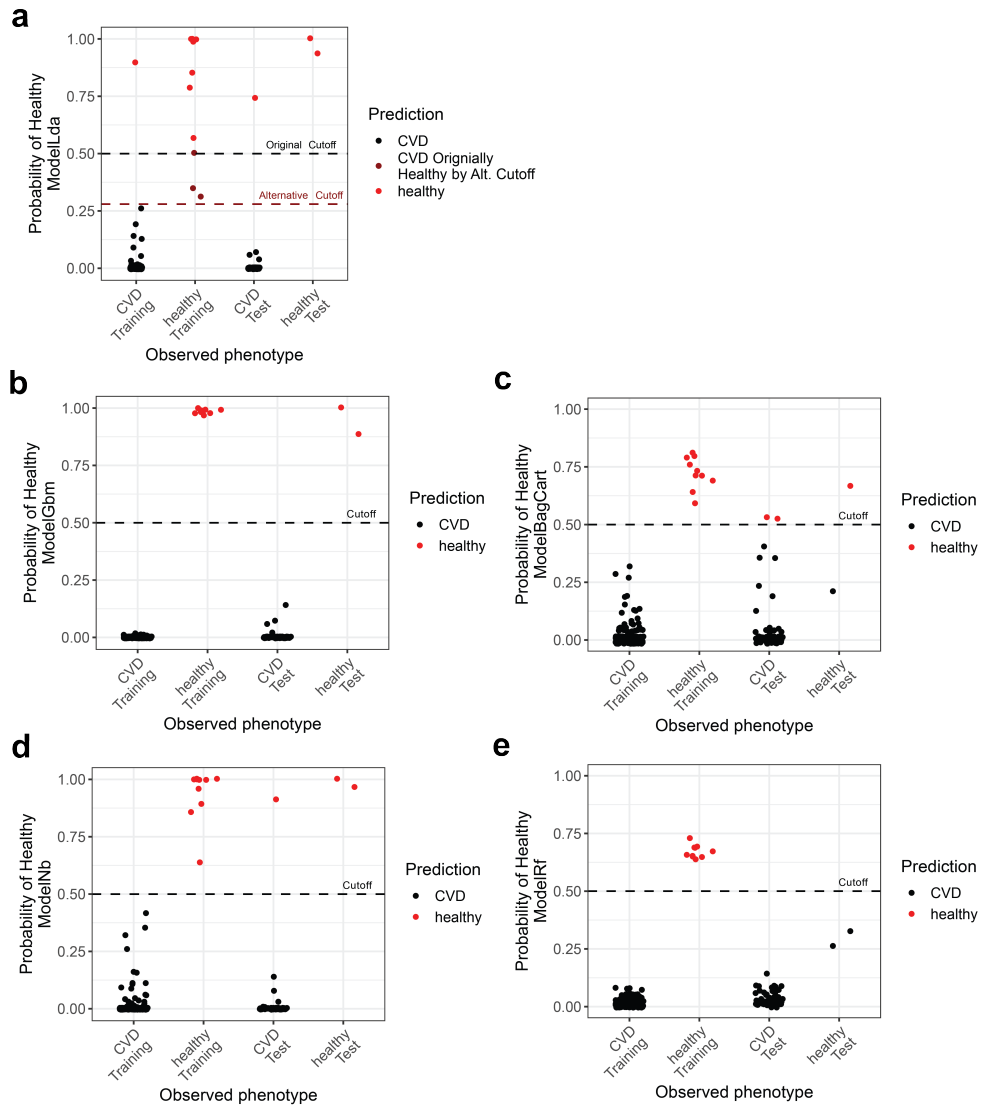 a
Probability of Healthy
ModelLda
1.00
0.75
0.50
0.25
0.00
Original Cutoff
Alternative Cutoff
CVD
Training
healthy
Training
CVD
Test
healthy
Test
Observed phenotype
Prediction
CVD
CVD Orignially
Healthy by Alt. Cutoff
healthy
b
Probability of Healthy
ModelGbm
1.00
0.75
0.50
0.25
0.00
Cutoff
CVD
Training
healthy
Training
CVD
Test
healthy
Test
Observed phenotype
Prediction
CVD
healthy
c
Probability of Healthy
ModelBagCart
1.00
0.75
0.50
0.25
0.00
Cutoff
CVD
Training
healthy
Training
CVD
Test
healthy
Test
Observed phenotype
Prediction
CVD
healthy
d
Probability of Healthy
ModelNb
1.00
0.75
0.50
0.25
0.00
Cutoff
CVD
Training
healthy
Training
CVD
Test
healthy
Test
Observed phenotype
Prediction
CVD
healthy
e
Probability of Healthy
ModelRf
1.00
0.75
0.50
0.25
0.00
Cutoff
CVD
Training
healthy
Training
CVD
Test
healthy
Test
Observed phenotype
Prediction
CVD
healthy